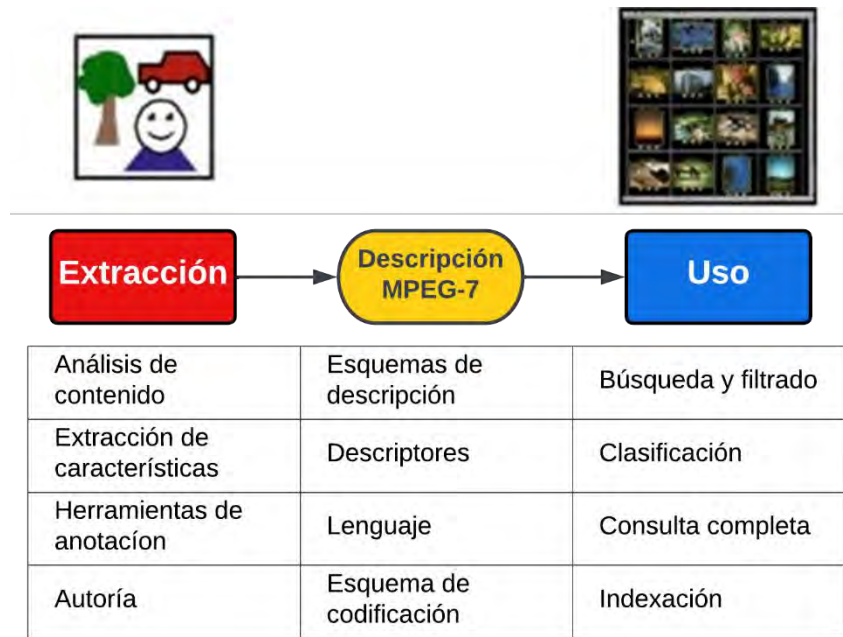 Extracción
Descripción
MPEG-7
Uso
Análisis de
contenido
Esquemas de
descripción
Búsqueda y filtrado
Extracción de
características
Descriptores
Clasificación
Herramientas de
anotacíon
Lenguaje
Consulta completa
Autoría
Esquema de
codificación
Indexación